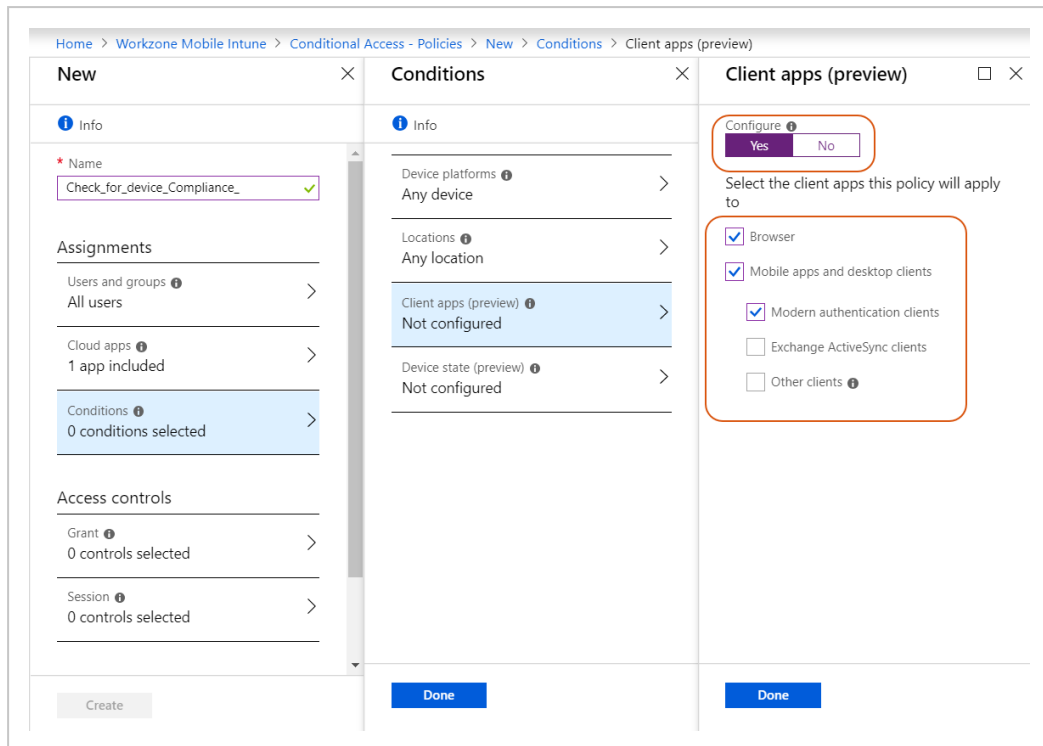 Home > Workzone Mobile Intune > Conditional Access - Policies > New > Conditions > Client apps (preview)
New
Info
* Name
Check_for_device_Compliance_
Assignments
Users and groups
All users
Cloud apps
1 app included
Conditions
0 conditions selected
Access controls
Grant
0 controls selected
Session
0 controls selected
Create
Conditions
Info
Device platforms
Any device
Locations
Any location
Client apps (preview)
Not configured
Device state (preview)
Not configured
Done
Client apps (preview)
Configure
Yes No
Select the client apps this policy will apply
to
Browser
Mobile apps and desktop clients
Modern authentication clients
Exchange ActiveSync clients
Other clients
Done